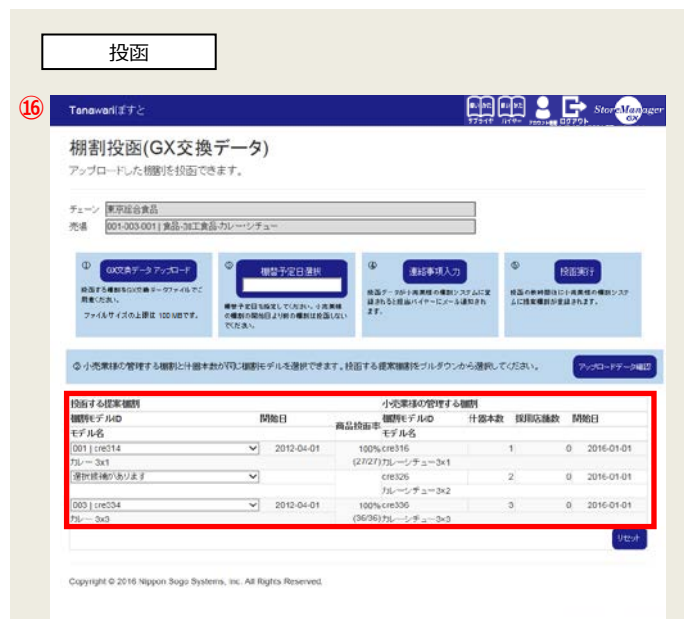 投函
⑯
Tanawariぽすと
サプライヤ バイヤー ログアウト StoreManager GX
棚割投函(GX交換データ)
アップロードした棚割を投函できます。
チェーン 東京総合食品
売場 001-003-001 | 食品-加工食品-カレー・シチュー
① GX交換データアップロード
投函する棚割をGX交換データファイルでご用意ください。
ファイルサイズの上限は 100 MBです。
棚替予定日選択
棚替予定日を指定してください。小売業様の棚割の開始日より前の棚割は投函しないでください。
④ 連絡事項入力
投函データが小売業様の棚割システムに登録されると担当バイヤーにメール通知されます。
⑤ 投函実行
投函の数時間後に小売業様の棚割システムに提案棚割が登録されます。
② 小売業様の管理する棚割と什器本数が同じ棚割モデルを選択できます。投函する提案棚割をプルダウンから選択してください。 アップロードデータ確認
投函する提案棚割 小売業様の管理する棚割
棚割モデルID 開始日 商品投函率 棚割モデルID 什器本数 採用店舗数 開始日
モデル名 モデル名
001 | cre314 2012-04-01 100% cre316 1 0 2016-01-01
カレー 3x1 (27/27) カレーシチュー3×1
選択候補があります cre326 2 0 2016-01-01
カレーシチュー3×2
003 | cre334 2012-04-01 100% cre336 3 0 2016-01-01
カレー 3x3 (36/36) カレーシチュー3×3
リセット
Copyright © 2016 Nippon Sogo Systems, Inc. All Rights Reserved.